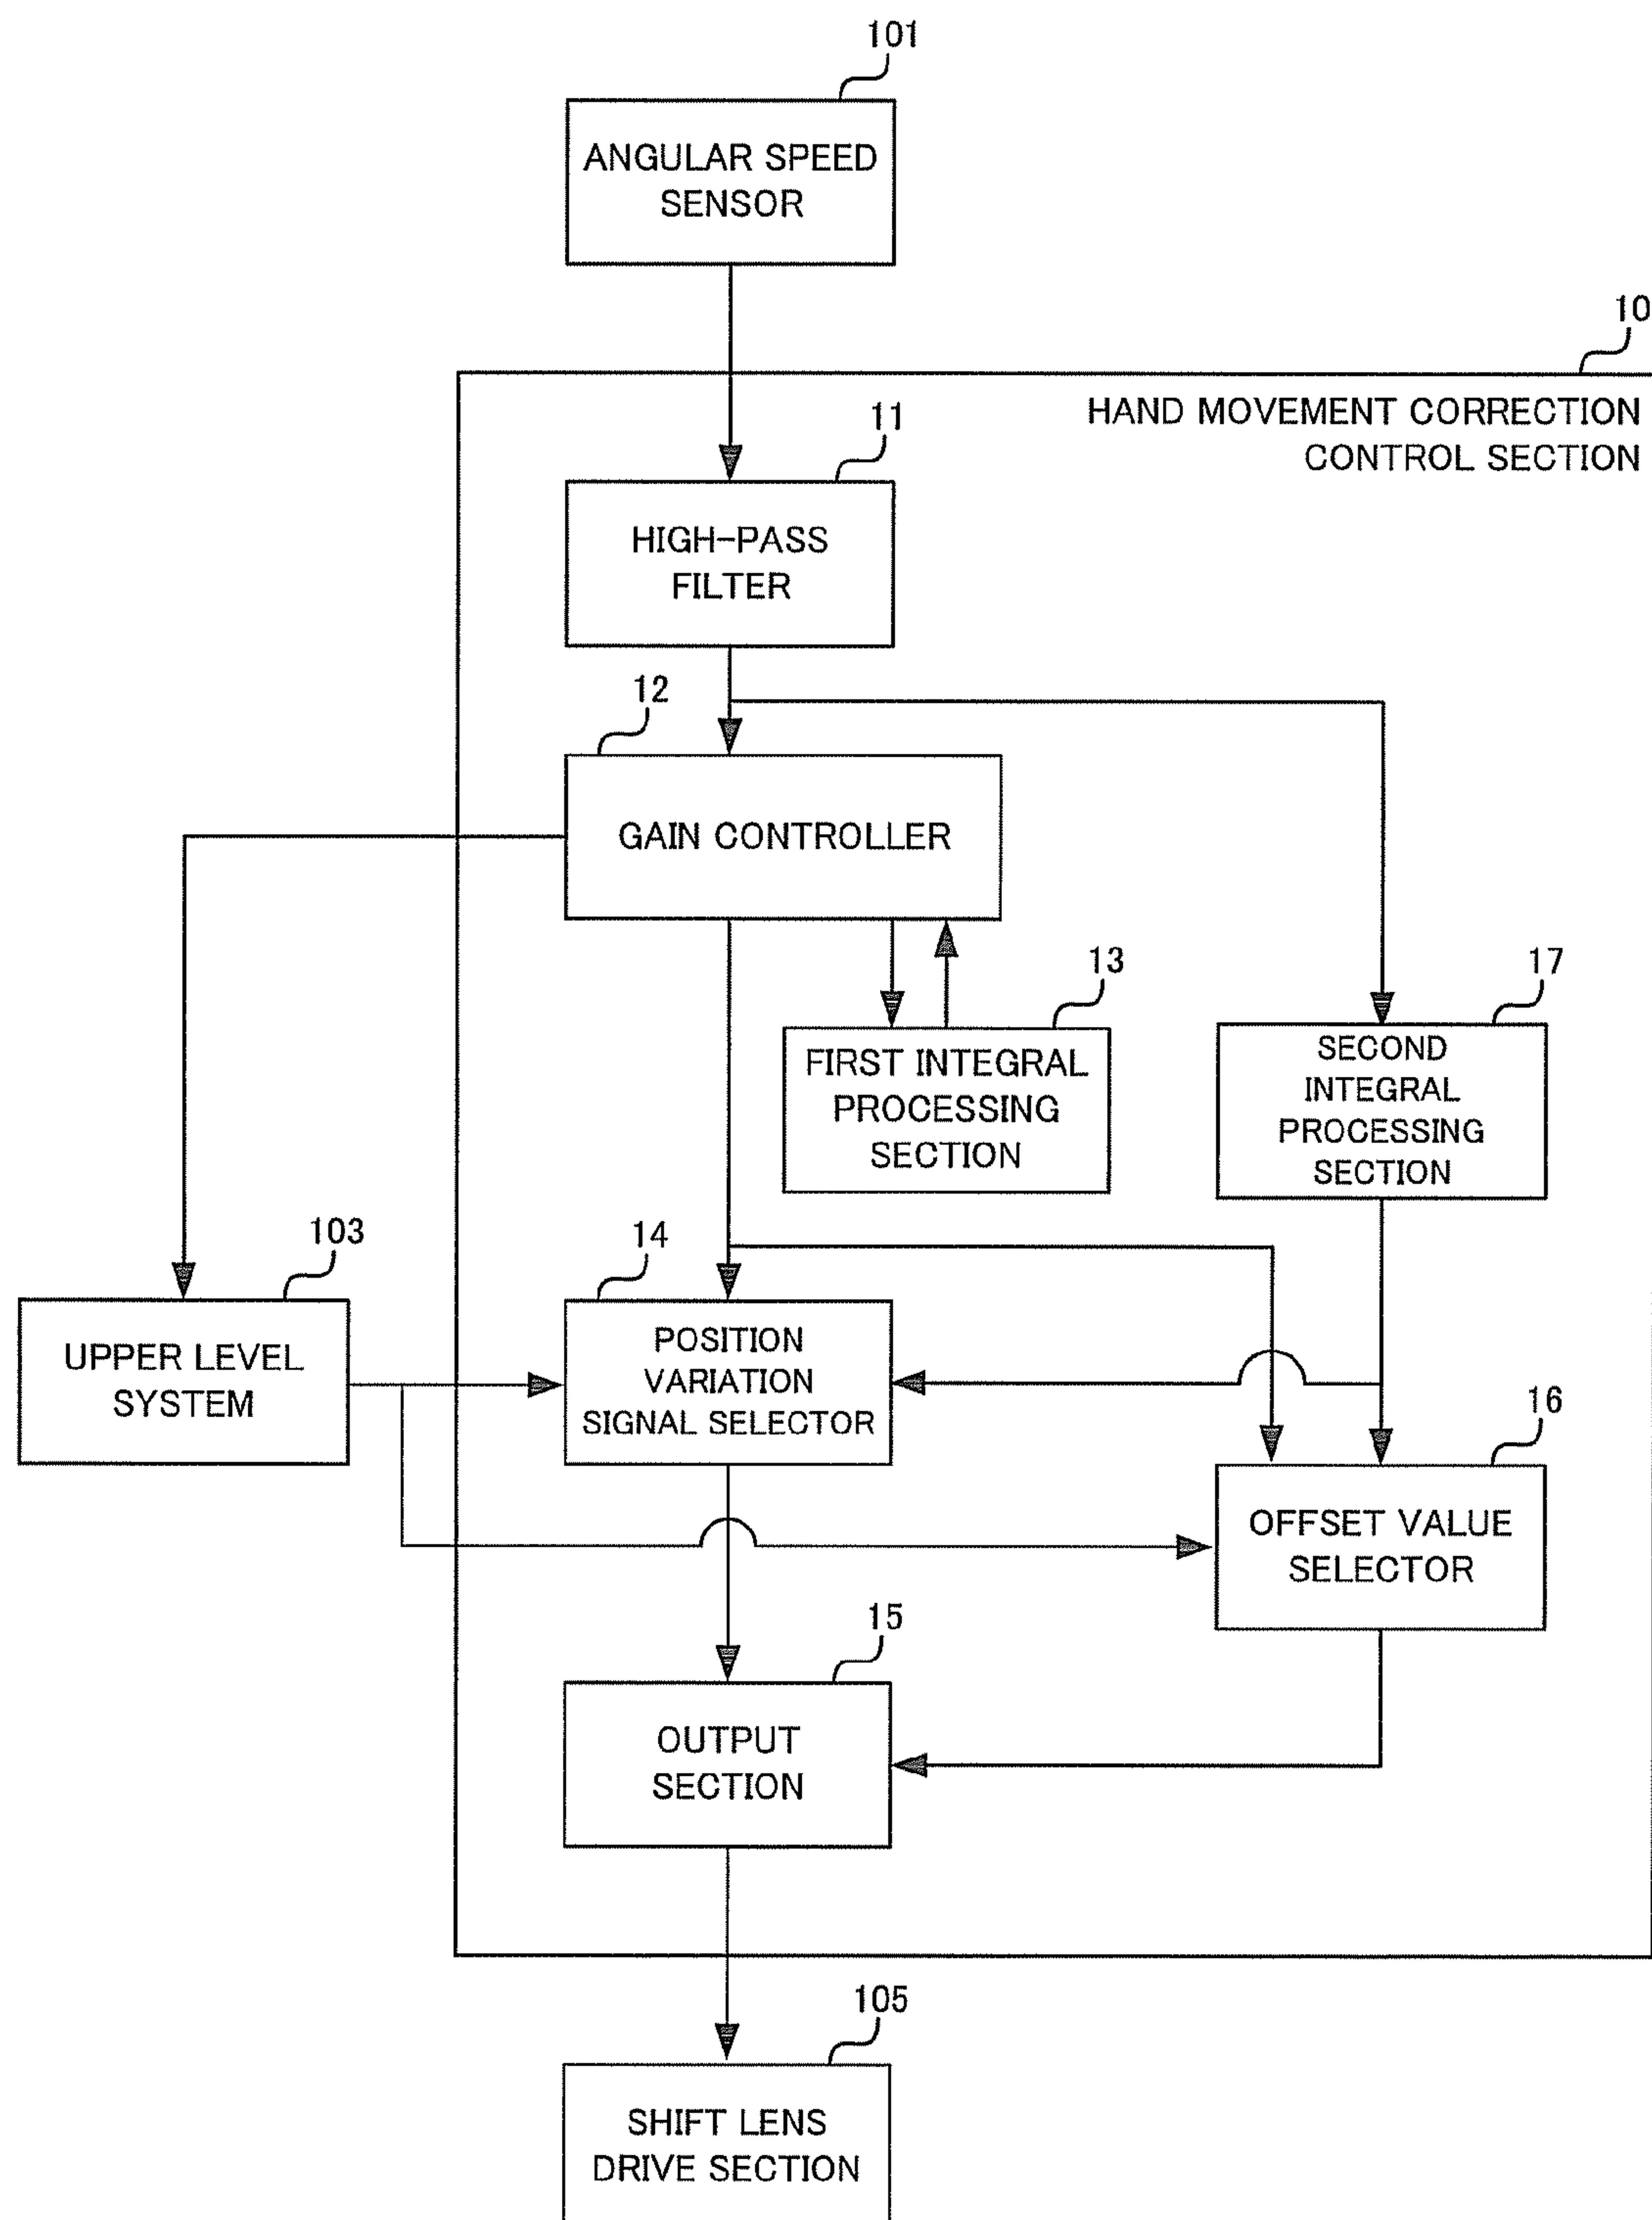 101
ANGULAR SPEED
SENSOR
10
HAND MOVEMENT CORRECTION
CONTROL SECTION
11
HIGH-PASS
FILTER
12
GAIN CONTROLLER
13
FIRST INTEGRAL
PROCESSING
SECTION
17
SECOND
INTEGRAL
PROCESSING
SECTION
103
UPPER LEVEL
SYSTEM
14
POSITION
VARIATION
SIGNAL SELECTOR
16
OFFSET VALUE
SELECTOR
15
OUTPUT
SECTION
105
SHIFT LENS
DRIVE SECTION